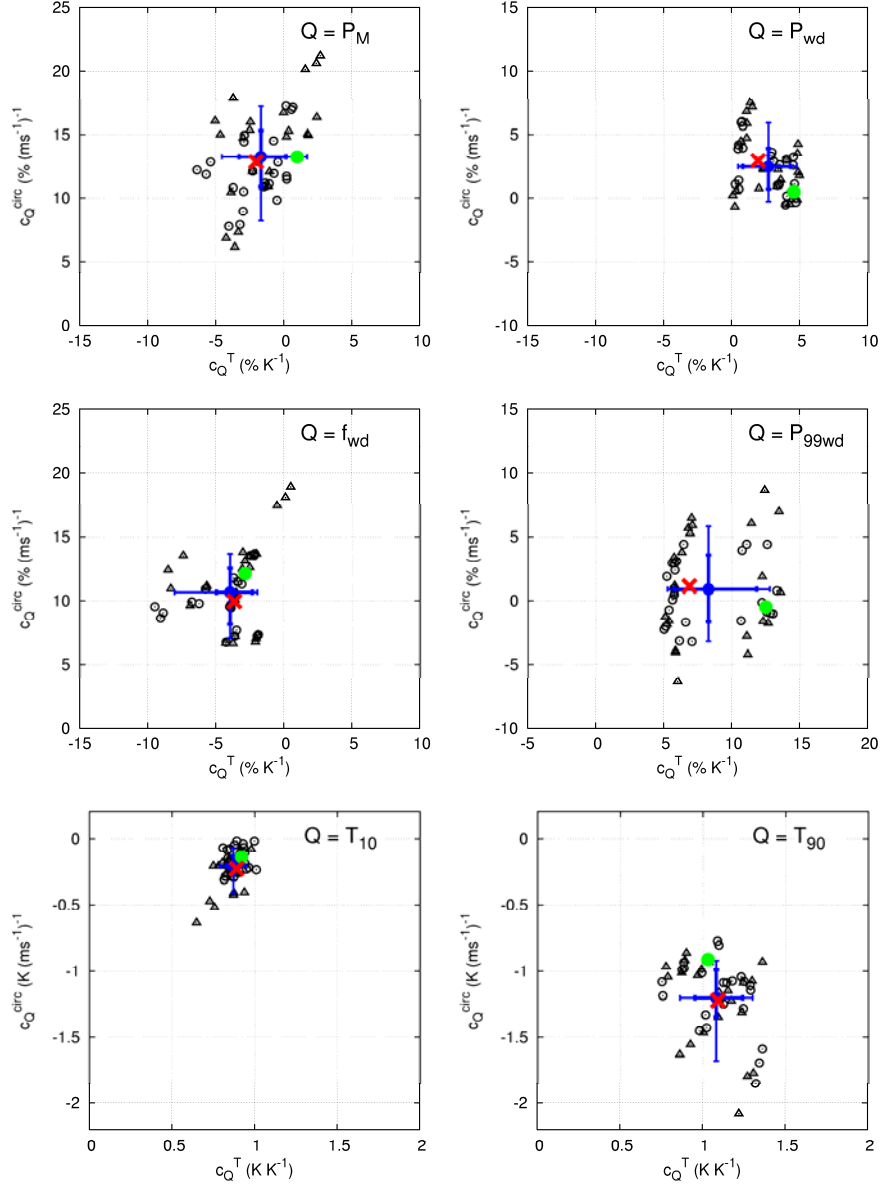 Q = P_M
c_Q^circ (% (ms^-1)^-1
25
20
15
10
5
0
-15 -10 -5 0 5 10
c_Q^T (% K^-1)
Q = P_wd
c_Q^circ (% (ms^-1)^-1
15
10
5
0
-5
-10
-15 -10 -5 0 5 10
c_Q^T (% K^-1)
Q = f_wd
c_Q^circ (% (ms^-1)^-1
25
20
15
10
5
0
-15 -10 -5 0 5 10
c_Q^T (% K^-1)
Q = P_99wd
c_Q^circ (% (ms^-1)^-1
15
10
5
0
-5
-10
-5 0 5 10 15 20
c_Q^T (% K^-1)
Q = T_10
c_Q^circ (K (ms^-1)^-1
0
-0.5
-1
-1.5
-2
0 0.5 1 1.5 2
c_Q^T (K K^-1)
Q = T_90
c_Q^circ (K (ms^-1)^-1
0
-0.5
-1
-1.5
-2
0 0.5 1 1.5 2
c_Q^T (K K^-1)